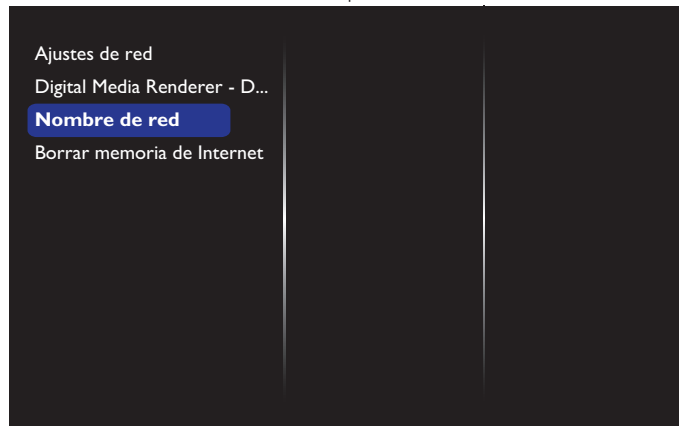 Ajustes de red
Digital Media Renderer - D...
Nombre de red
Borrar memoria de Internet